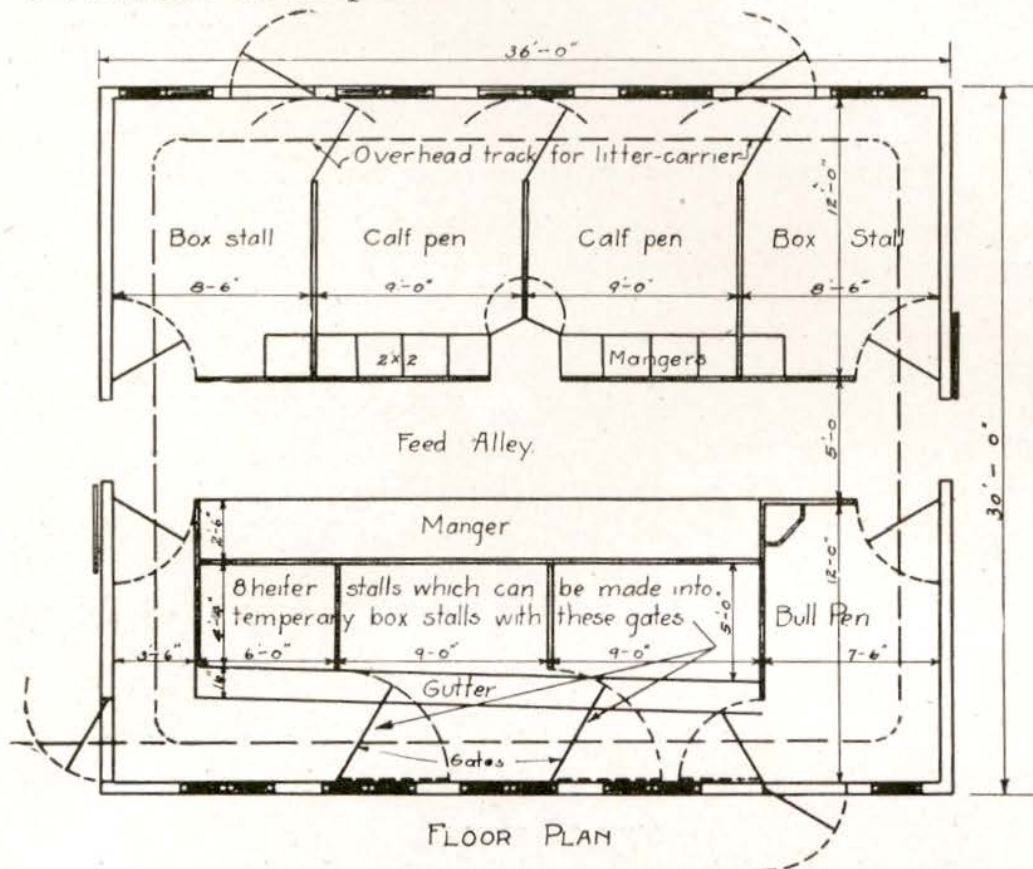 36'-0"
Overhead track for litter-carrier
12'-0"
Box stall
Calf pen
Calf pen
Box Stall
8-6"
9'-0"
9'-0"
8'-6"
2x2
Mangers
Feed Alley.
5'-0
30'-0"
Manger
2'-6"
8 heifer stalls which can be made into.
temperary box stalls with these gates
5'-0
12'-0"
Bull Pen
3'-6"
6'-0"
9-0"
9-0"
7-6"
Gutter
Gates
FLOOR PLAN